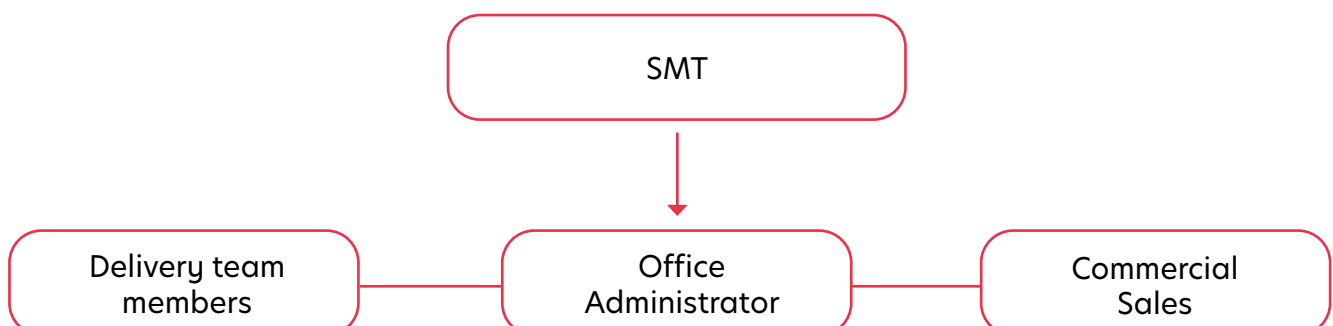 SMT
Delivery team
members
Office
Administrator
Commercial
Sales